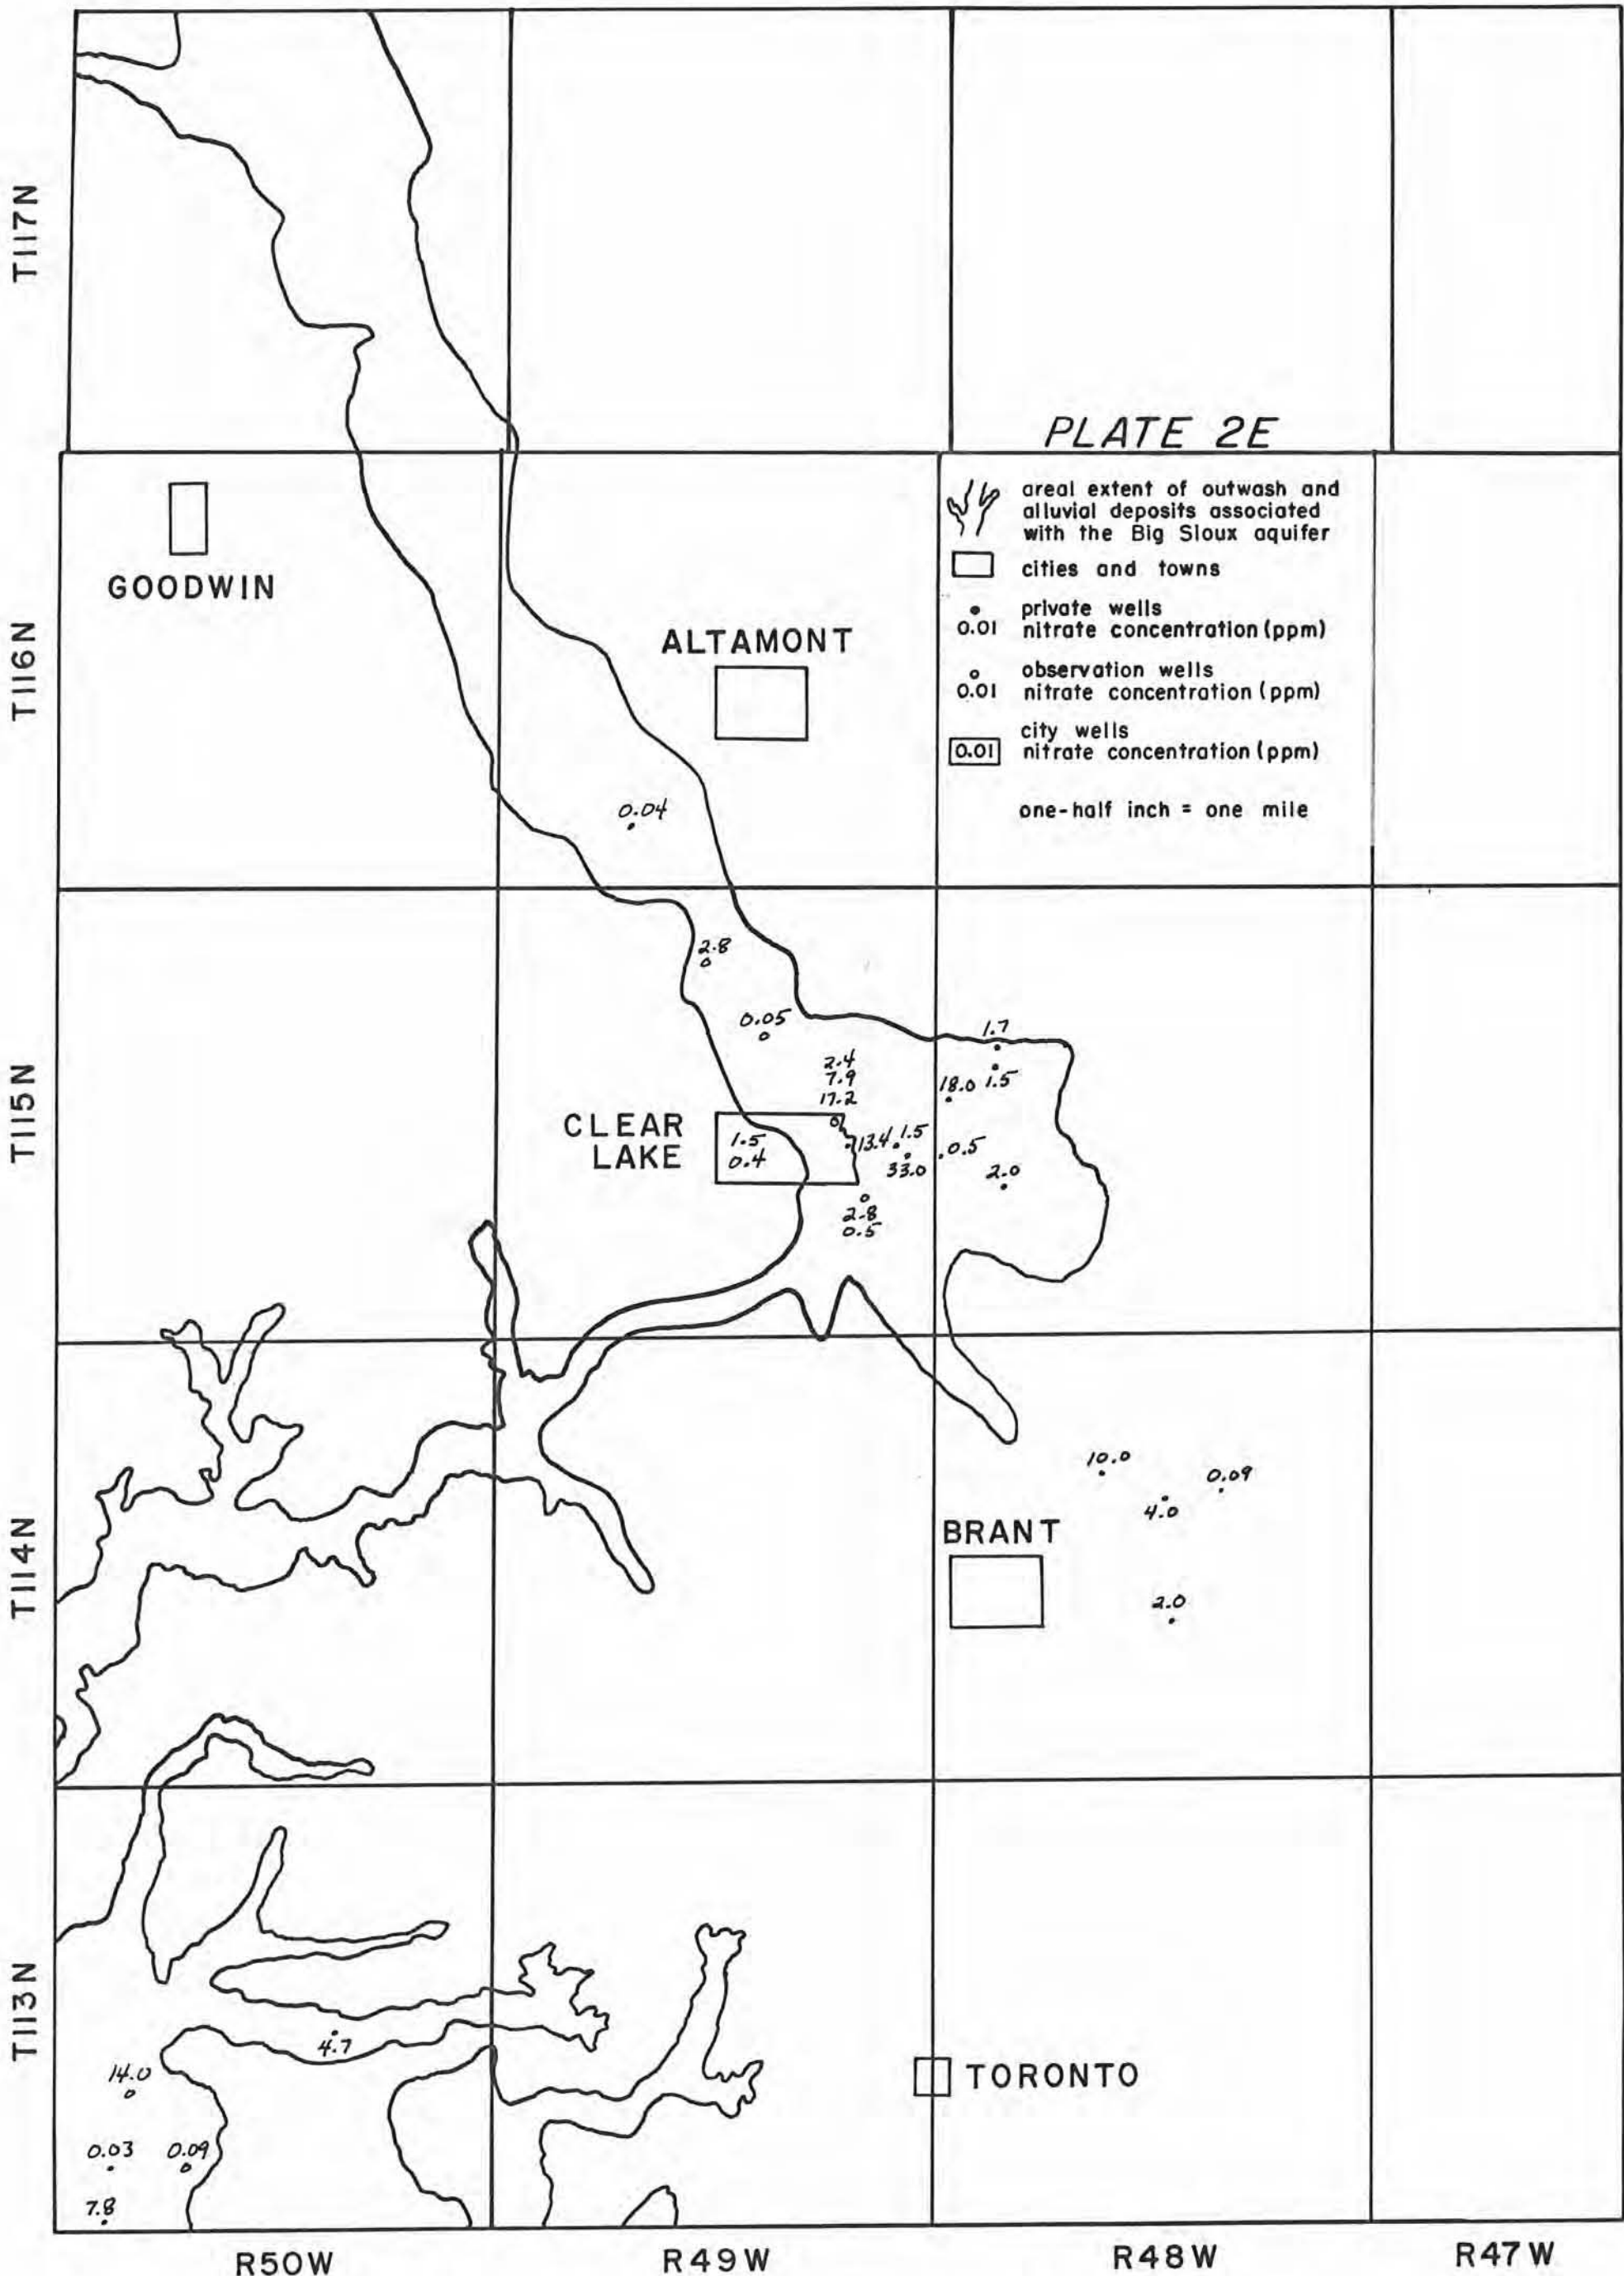 PLATE 2E
areal extent of outwash and
alluvial deposits associated
with the Big Sioux aquifer
cities and towns
private wells
0.01 nitrate concentration (ppm)
observation wells
0.01 nitrate concentration (ppm)
city wells
0.01 nitrate concentration (ppm)
one-half inch = one mile
T117N
GOODWIN
ALTAMONT
T116N
0.04
2.8
0.05
1.7
2.4
7.9
17.2
18.0 1.5
T115N
CLEAR
LAKE
1.5
0.4
13.4 1.5
33.0
0.5
2.0
2.8
0.5
10.0
0.09
4.0
BRANT
T114N
2.0
T113N
4.7
14.0
TORONTO
0.03 0.09
7.8
R50W R49W R48W R47W